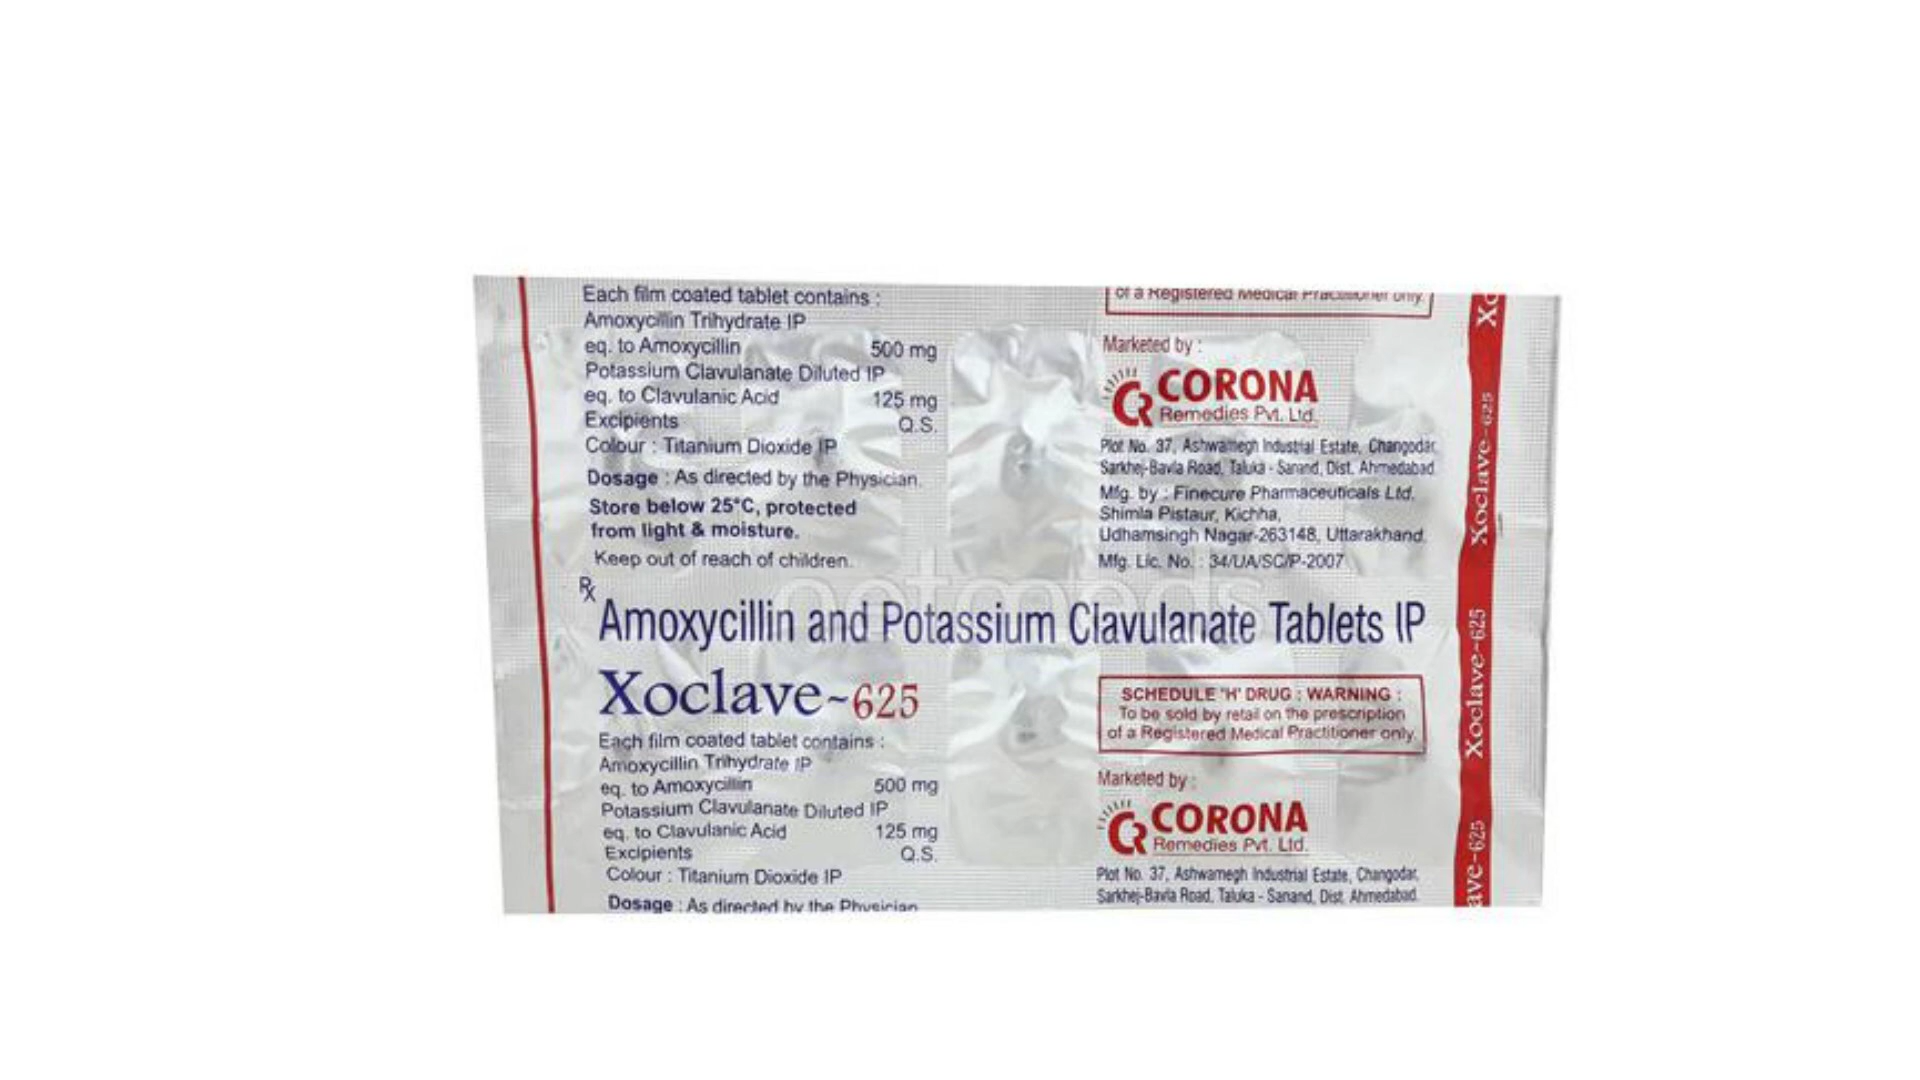 Each film coated tablet contains :
Amoxycillin Trihydrate IP
eq. to Amoxycillin 500 mg
Potassium Clavulanate Diluted IP
eq. to Clavulanic Acid 125 mg
Excipients Q.S.
Colour : Titanium Dioxide IP
Dosage : As directed by the Physician.
Store below 25°C, protected
from light & moisture.
Keep out of reach of children.
of a Registered Medical Practitioner only.
Marketed by :
CR CORONA
Remedies Pvt. Ltd.
Plot No. 37, Ashwamegh Industrial Estate, Changodar,
Sarkhej-Bavla Road, Taluka - Sanand, Dist. Ahmedabad.
Mfg. by : Finecure Pharmaceuticals Ltd.
Shimla Pistaur, Kichha,
Udhamsingh Nagar-263148, Uttarakhand.
Mfg. Lic. No. : 34/UA/SC/P-2007
netmeds
Rx
Amoxycillin and Potassium Clavulanate Tablets IP
Xoclave-625
Each film coated tablet contains :
Amoxycillin Trihydrate IP
eq. to Amoxycillin 500 mg
Potassium Clavulanate Diluted IP
eq. to Clavulanic Acid 125 mg
Excipients Q.S.
Colour : Titanium Dioxide IP
Dosage : As directed by the Physician
SCHEDULE 'H' DRUG : WARNING :
To be sold by retail on the prescription
of a Registered Medical Practitioner only.
Marketed by :
CR CORONA
Remedies Pvt. Ltd.
Plot No. 37, Ashwamegh Industrial Estate, Changodar,
Sarkhej-Bavla Road, Taluka - Sanand, Dist. Ahmedabad.
ave-625 Xoclave-625 Xoclave-625 Xo